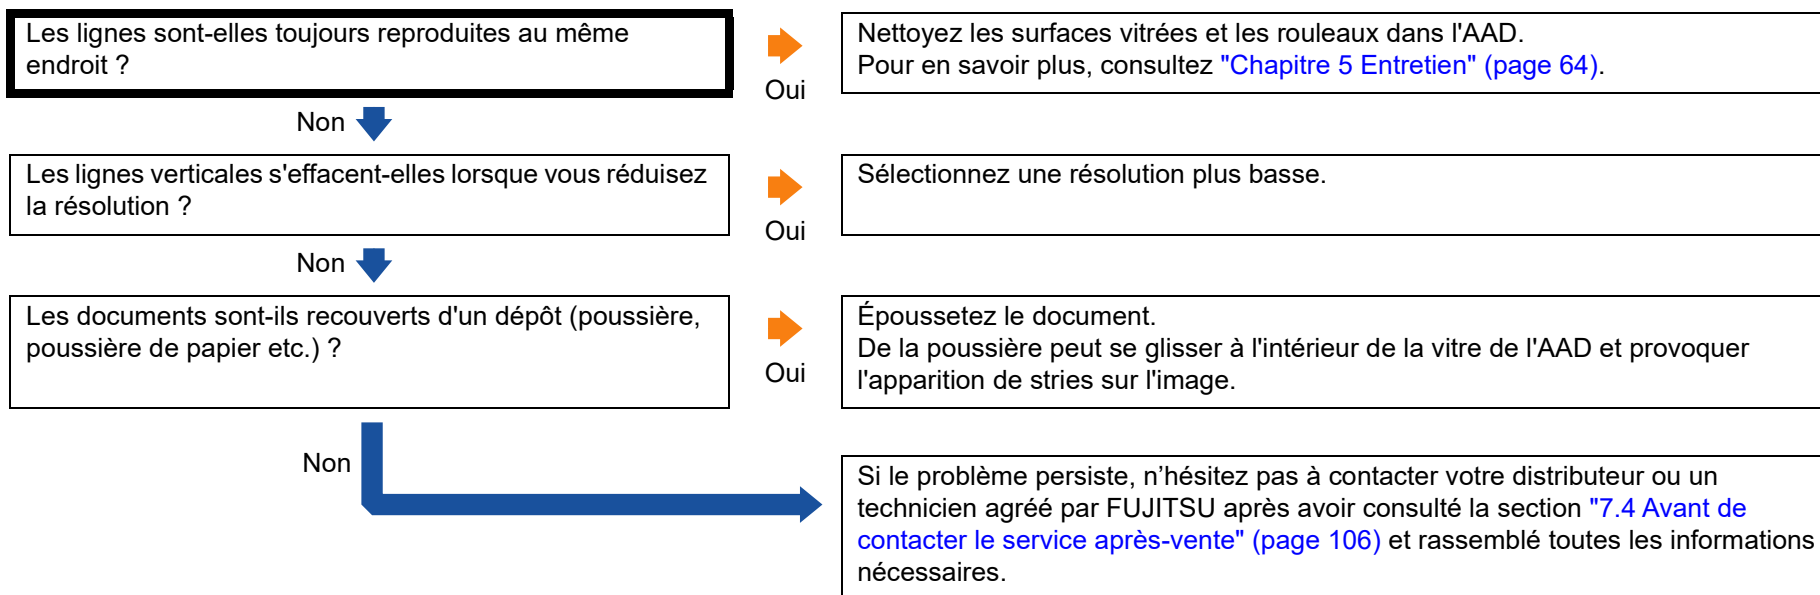 Les lignes sont-elles toujours reproduites au même
endroit ?
Oui
Nettoyez les surfaces vitrées et les rouleaux dans l'AAD.
Pour en savoir plus, consultez "Chapitre 5 Entretien" (page 64).
Non
Les lignes verticales s'effacent-elles lorsque vous réduisez
la résolution ?
Oui
Sélectionnez une résolution plus basse.
Non
Les documents sont-ils recouverts d'un dépôt (poussière,
poussière de papier etc.) ?
Oui
Époussetez le document.
De la poussière peut se glisser à l'intérieur de la vitre de l'AAD et provoquer
l'apparition de stries sur l'image.
Non
Si le problème persiste, n’hésitez pas à contacter votre distributeur ou un
technicien agréé par FUJITSU après avoir consulté la section "7.4 Avant de
contacter le service après-vente" (page 106) et rassemblé toutes les informations
nécessaires.